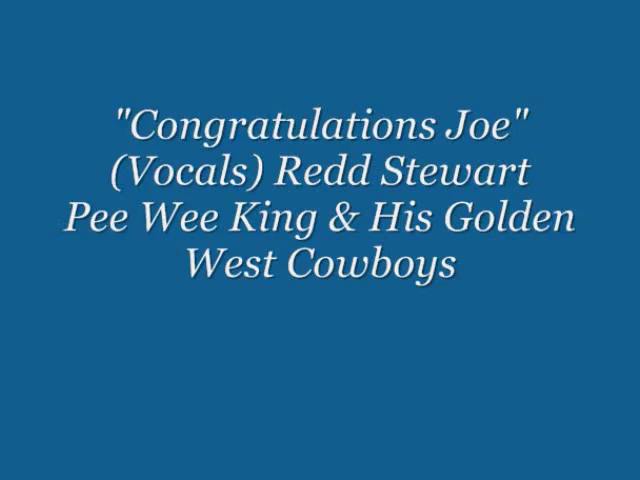 "Congratulations Joe"
(Vocals) Redd Stewart
Pee Wee King & His Golden
West Cowboys